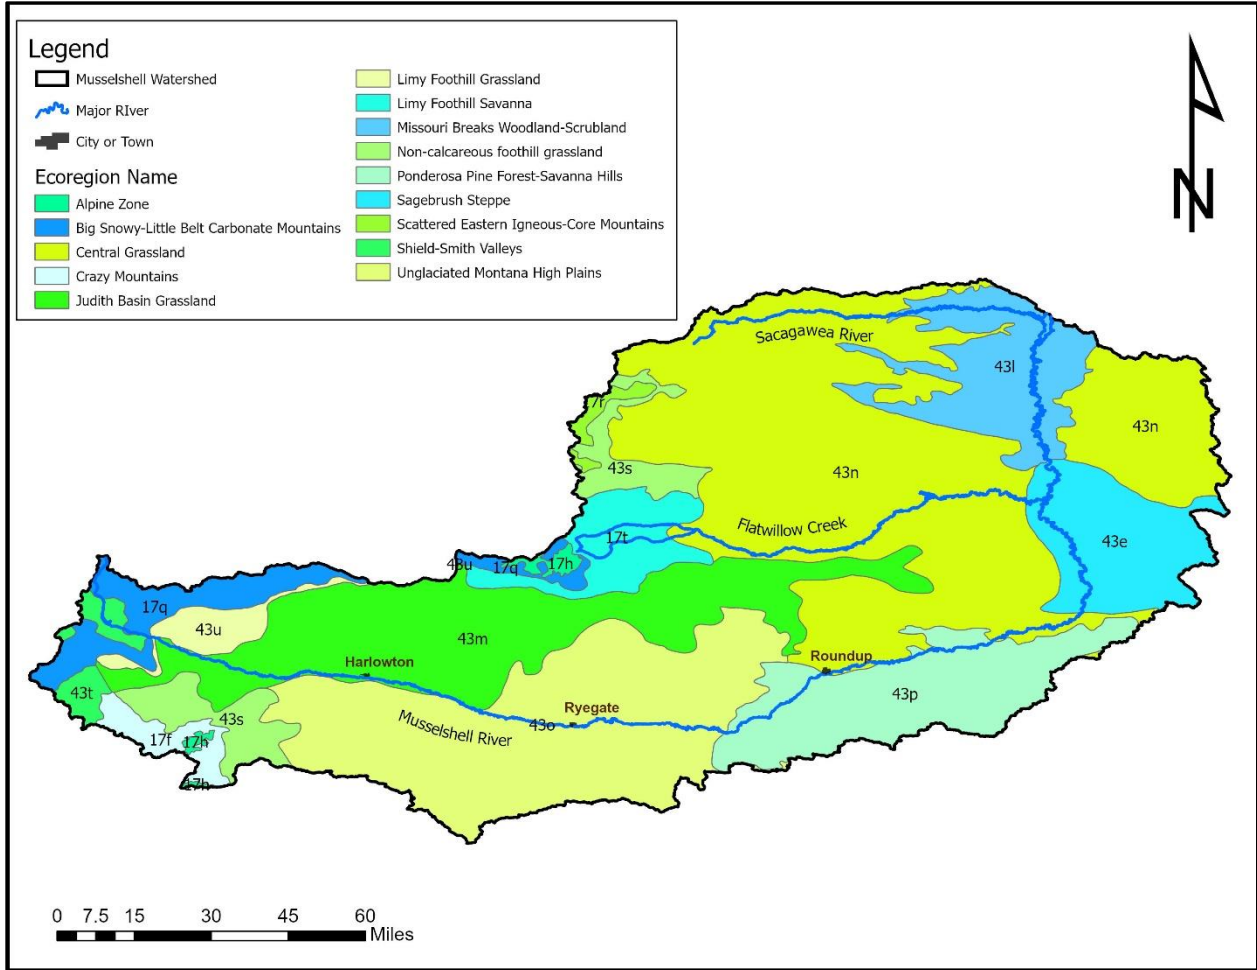 Legend
Musselshell Watershed
Major RIver
City or Town
Ecoregion Name
Alpine Zone
Big Snowy-Little Belt Carbonate Mountains
Central Grassland
Crazy Mountains
Judith Basin Grassland
Limy Foothill Grassland
Limy Foothill Savanna
Missouri Breaks Woodland-Scrubland
Non-calcareous foothill grassland
Ponderosa Pine Forest-Savanna Hills
Sagebrush Steppe
Scattered Eastern Igneous-Core Mountains
Shield-Smith Valleys
Unglaciated Montana High Plains
N
Sacagawea River
43l
7r
43n
43s
43n
Flatwillow Creek
17t
43e
43u
17q
17h
17q
43u
43m
Harlowton
Roundup
43t
43p
43s
Ryegate
43o
Musselshell River
17f
17h
17h
0 7.5 15 30 45 60
Miles